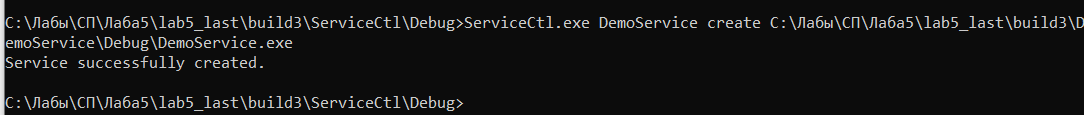 C:\Лабы\СП\Лаба5\lab5_last\build3\ServiceCtl\Debug>ServiceCtl.exe DemoService create C:\Лабы\СП\Лаба5\lab5_last\build3\D
emoService\Debug\DemoService.exe
Service successfully created.
C:\Лабы\СП\Лаба5\lab5_last\build3\ServiceCtl\Debug>